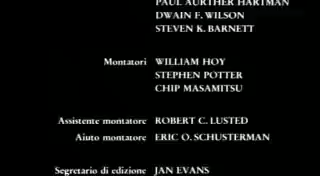 PAUL AURTHER HARTMAN
DWAIN F. WILSON
STEVEN K. BARNETT
Montatori WILLIAM HOY
STEPHEN POTTER
CHIP MASAMITSU
Assistente montatore ROBERT C. LUSTED
Aiuto montatore ERIC O. SCHUSTERMAN
Segretario di edizione JAN EVANS